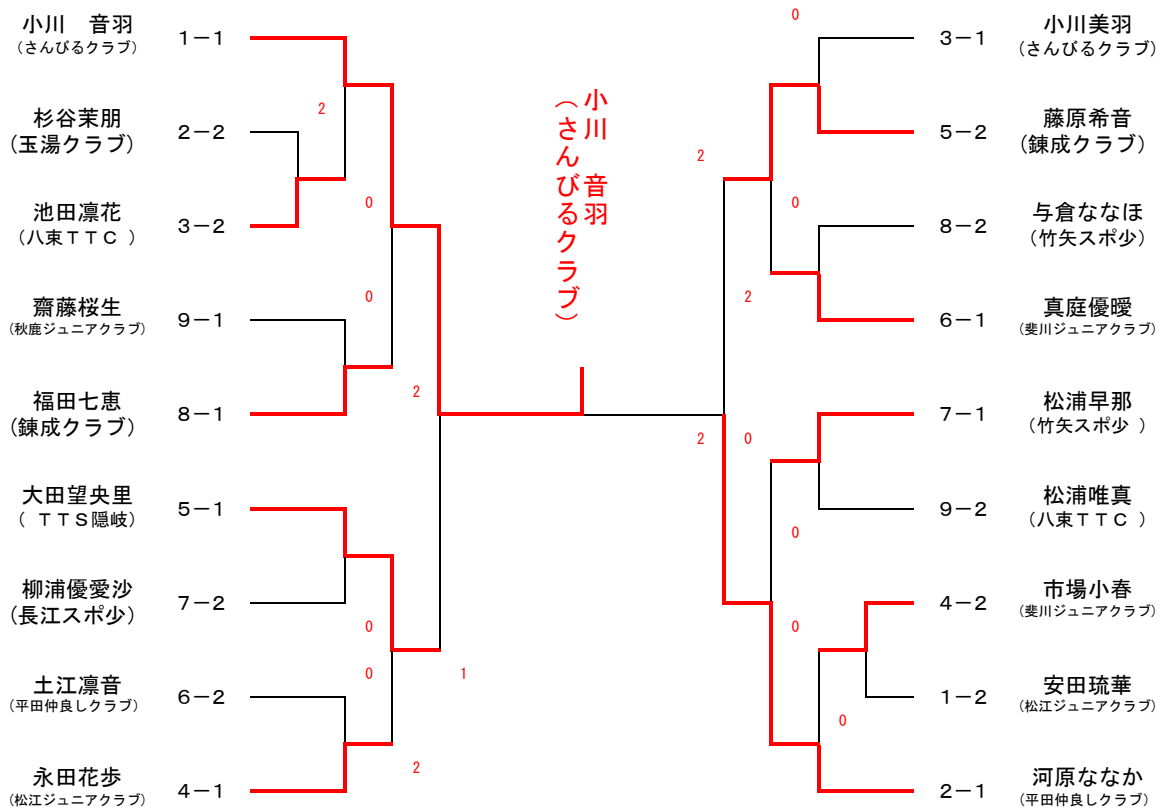 小川　音羽
(さんびるクラブ)
1－1
杉谷茉朋
(玉湯クラブ)
2－2
池田凛花
(八束ＴＴＣ )
3－2
齋藤桜生
(秋鹿ジュニアクラブ)
9－1
福田七恵
(錬成クラブ)
8－1
大田望央里
( ＴＴＳ隠岐)
5－1
柳浦優愛沙
(長江スポ少)
7－2
土江凛音
(平田仲良しクラブ)
6－2
永田花歩
(松江ジュニアクラブ)
4－1
2
0
0
2
0
0
1
2
小川　音羽
(さんびるクラブ)
0
2
0
2
2
0
0
0
0
3－1
小川美羽
(さんびるクラブ)
5－2
藤原希音
(錬成クラブ)
8－2
与倉ななほ
(竹矢スポ少)
6－1
真庭優曖
(斐川ジュニアクラブ)
7－1
松浦早那
(竹矢スポ少 )
9－2
松浦唯真
(八束ＴＴＣ )
4－2
市場小春
(斐川ジュニアクラブ)
1－2
安田琉華
(松江ジュニアクラブ)
2－1
河原ななか
(平田仲良しクラブ)